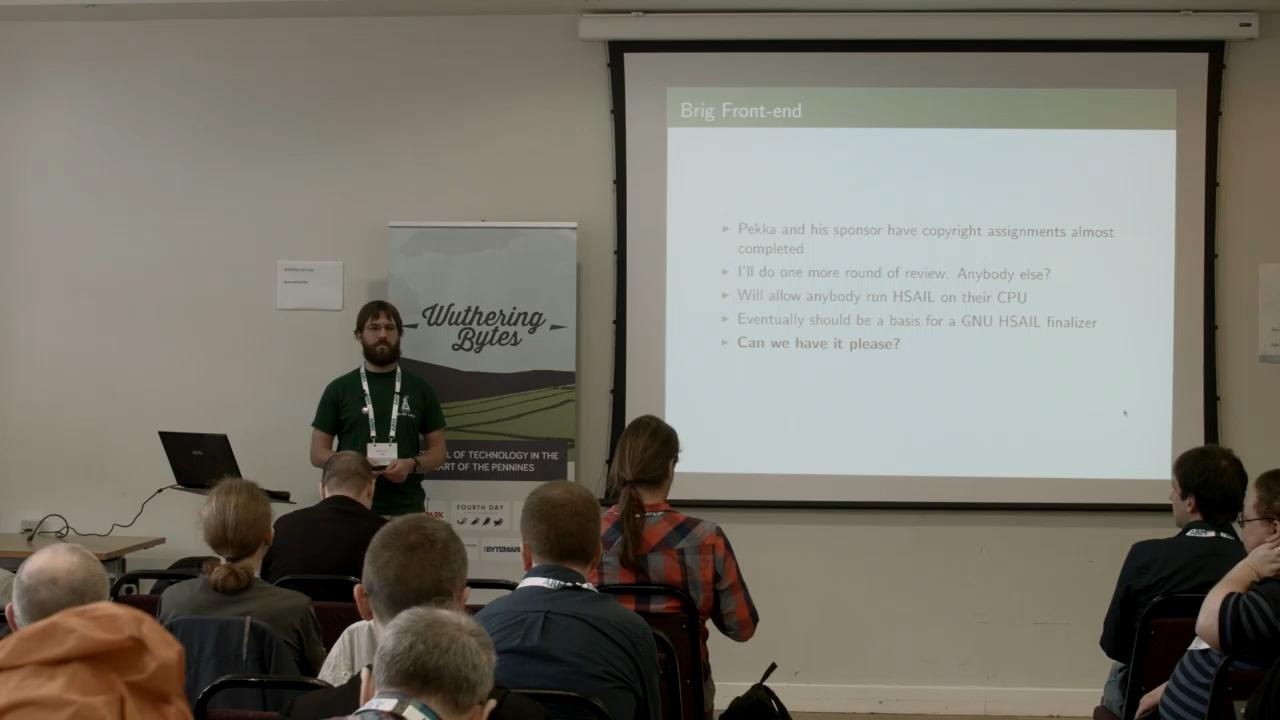 Brig Front-end
Pekka and his sponsor have copyright assignments almost
completed
I'll do one more round of review. Anybody else?
Will allow anybody run HSAIL on their CPU
Eventually should be a basis for a GNU HSAIL finalizer
Can we have it please?
Wuthering
Bytes
OF TECHNOLOGY IN THE
OF THE PENNINES
FOURTH DAY
ARM